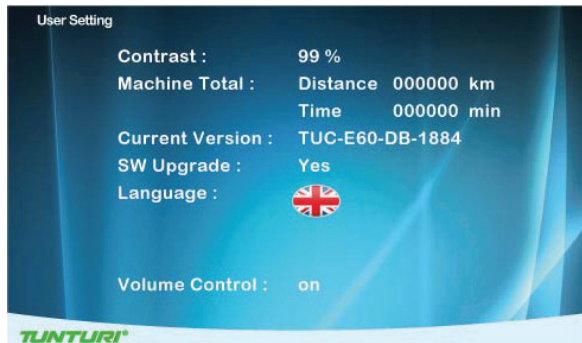 User Setting
Contrast : 99 %
Machine Total : Distance 000000 km
Time 000000 min
Current Version : TUC-E60-DB-1884
SW Upgrade : Yes
Language :
Volume Control : on
TUNTURI®